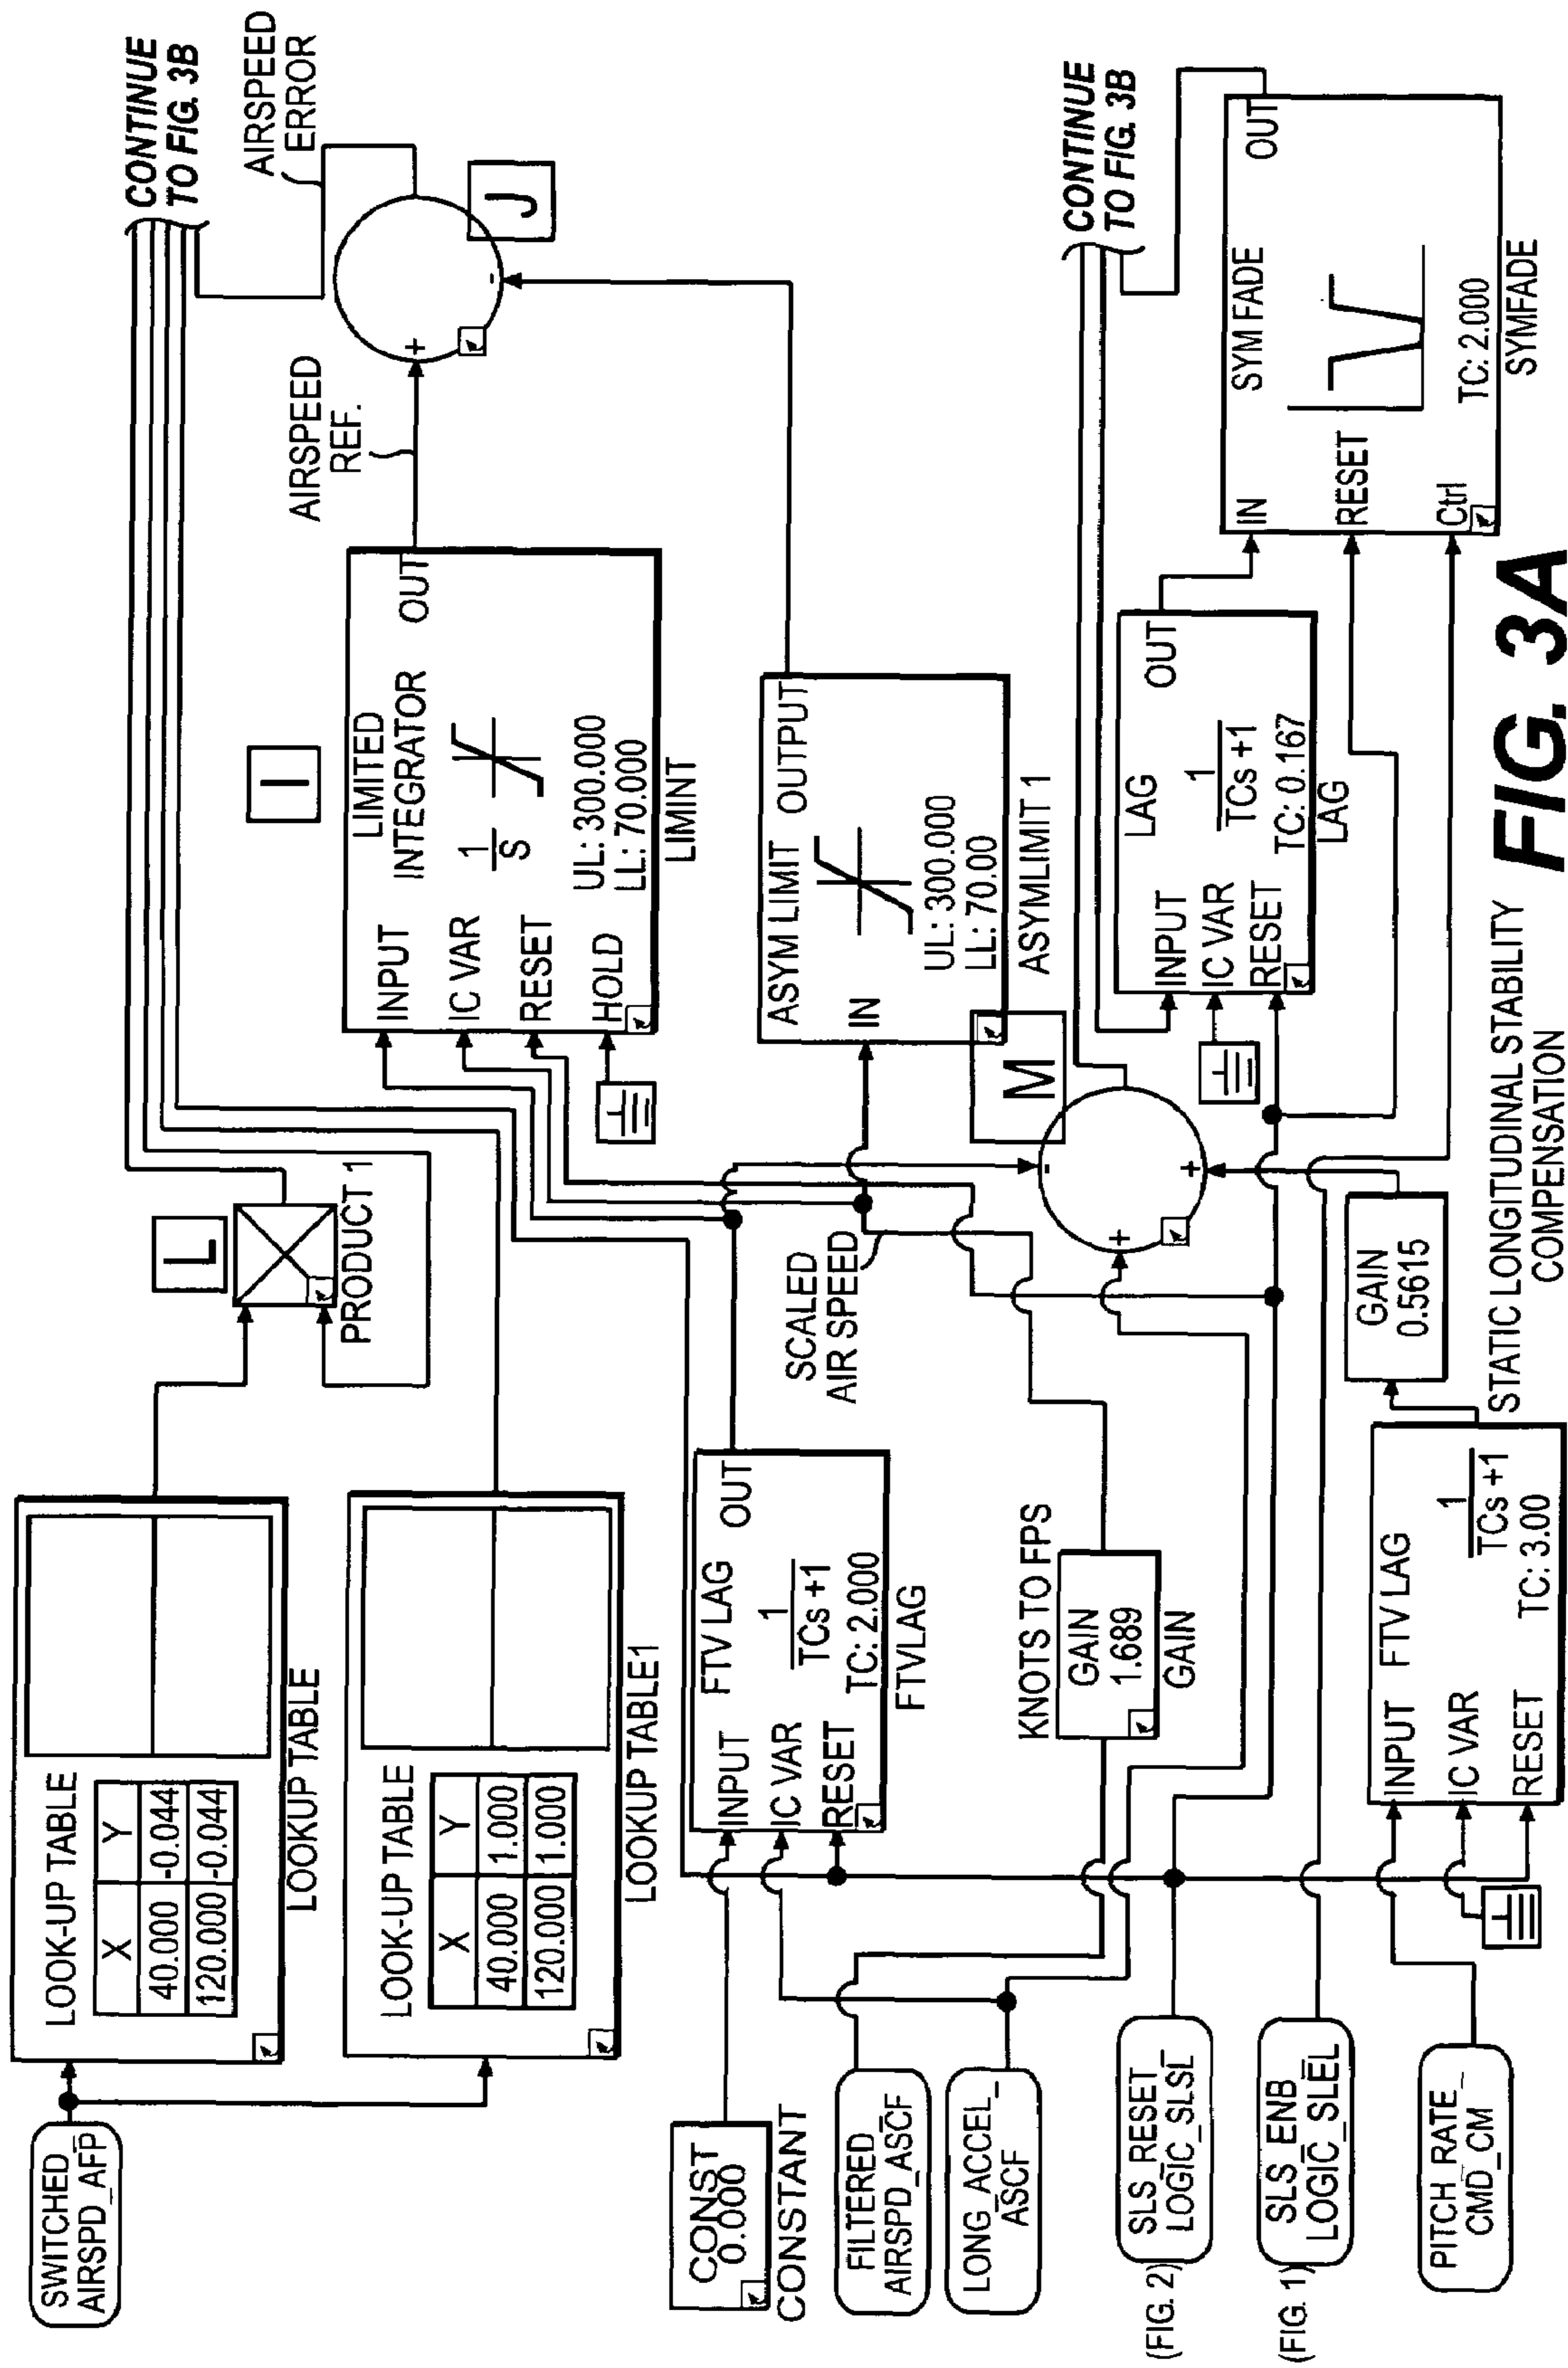 SWITCHED
AIRSPD_AFP
LOOK-UP TABLE
X Y
40.000 -0.044
120.000 -0.044
LOOKUP TABLE
LOOK-UP TABLE
X Y
40.000 1.000
120.000 1.000
LOOKUP TABLE1
L
PRODUCT 1
CONTINUE
TO FIG. 3B
AIRSPEED
ERROR
I
LIMITED
INTEGRATOR
INPUT
OUT
IC VAR
1
S
RESET
HOLD
UL: 300.000
LL: 70.000
LIMINT
AIRSPEED
REF.
+
-
J
CONST
0.000
CONSTANT
FTV LAG
INPUT
OUT
IC VAR
1
TCs +1
RESET
TC: 2.000
FTVLAG
SCALED
AIR SPEED
ASYM LIMIT
OUTPUT
IN
UL: 300.000
LL: 70.00
ASYMLIMIT 1
FILTERED
AIRSPD_ASCF
LONG_ACCEL_
ASCF
KNOTS TO FPS
GAIN
1.689
GAIN
M
-
+
+
CONTINUE
TO FIG. 3B
LAG
INPUT
OUT
IC VAR
1
TCs +1
RESET
TC: 0.167
LAG
SYM FADE
IN
OUT
RESET
Ctrl
TC: 2.000
SYMFADE
SLS_RESET_
LOGIC_SLSL
(FIG. 2)
SLS_ENB_
LOGIC_SLEL
(FIG. 1)
PITCH_RATE_
CMD_CM
FTV LAG
INPUT
IC VAR
1
TCs +1
RESET
TC: 3.00
GAIN
0.5615
STATIC LONGITUDINAL STABILITY
COMPENSATION
FIG. 3A